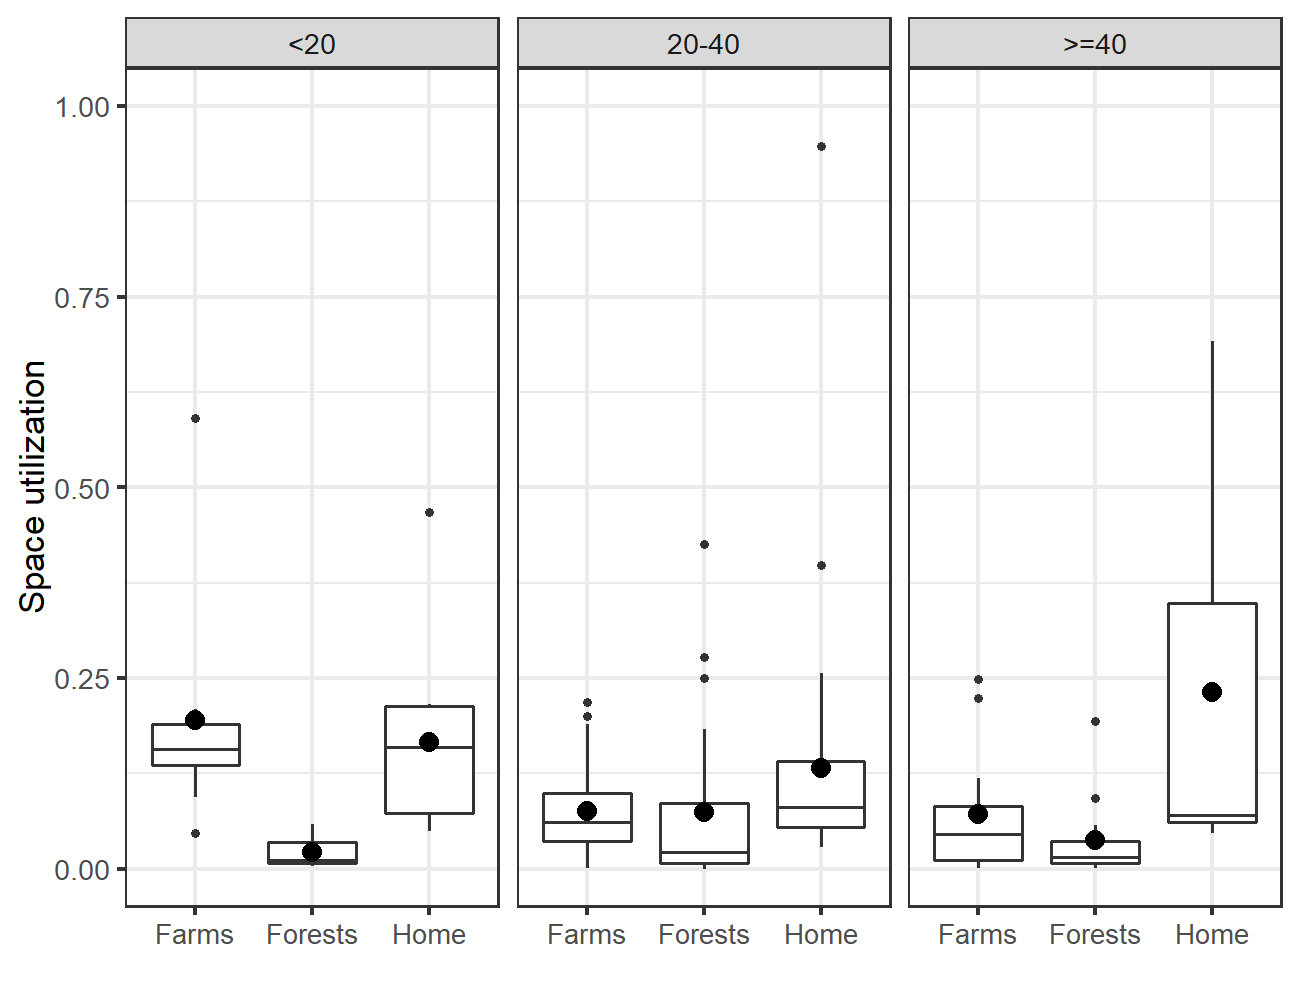 <20
20-40
>=40
1.00
0.75
0.50
0.25
0.00
Space utilization
Farms Forests Home
Farms Forests Home
Farms Forests Home